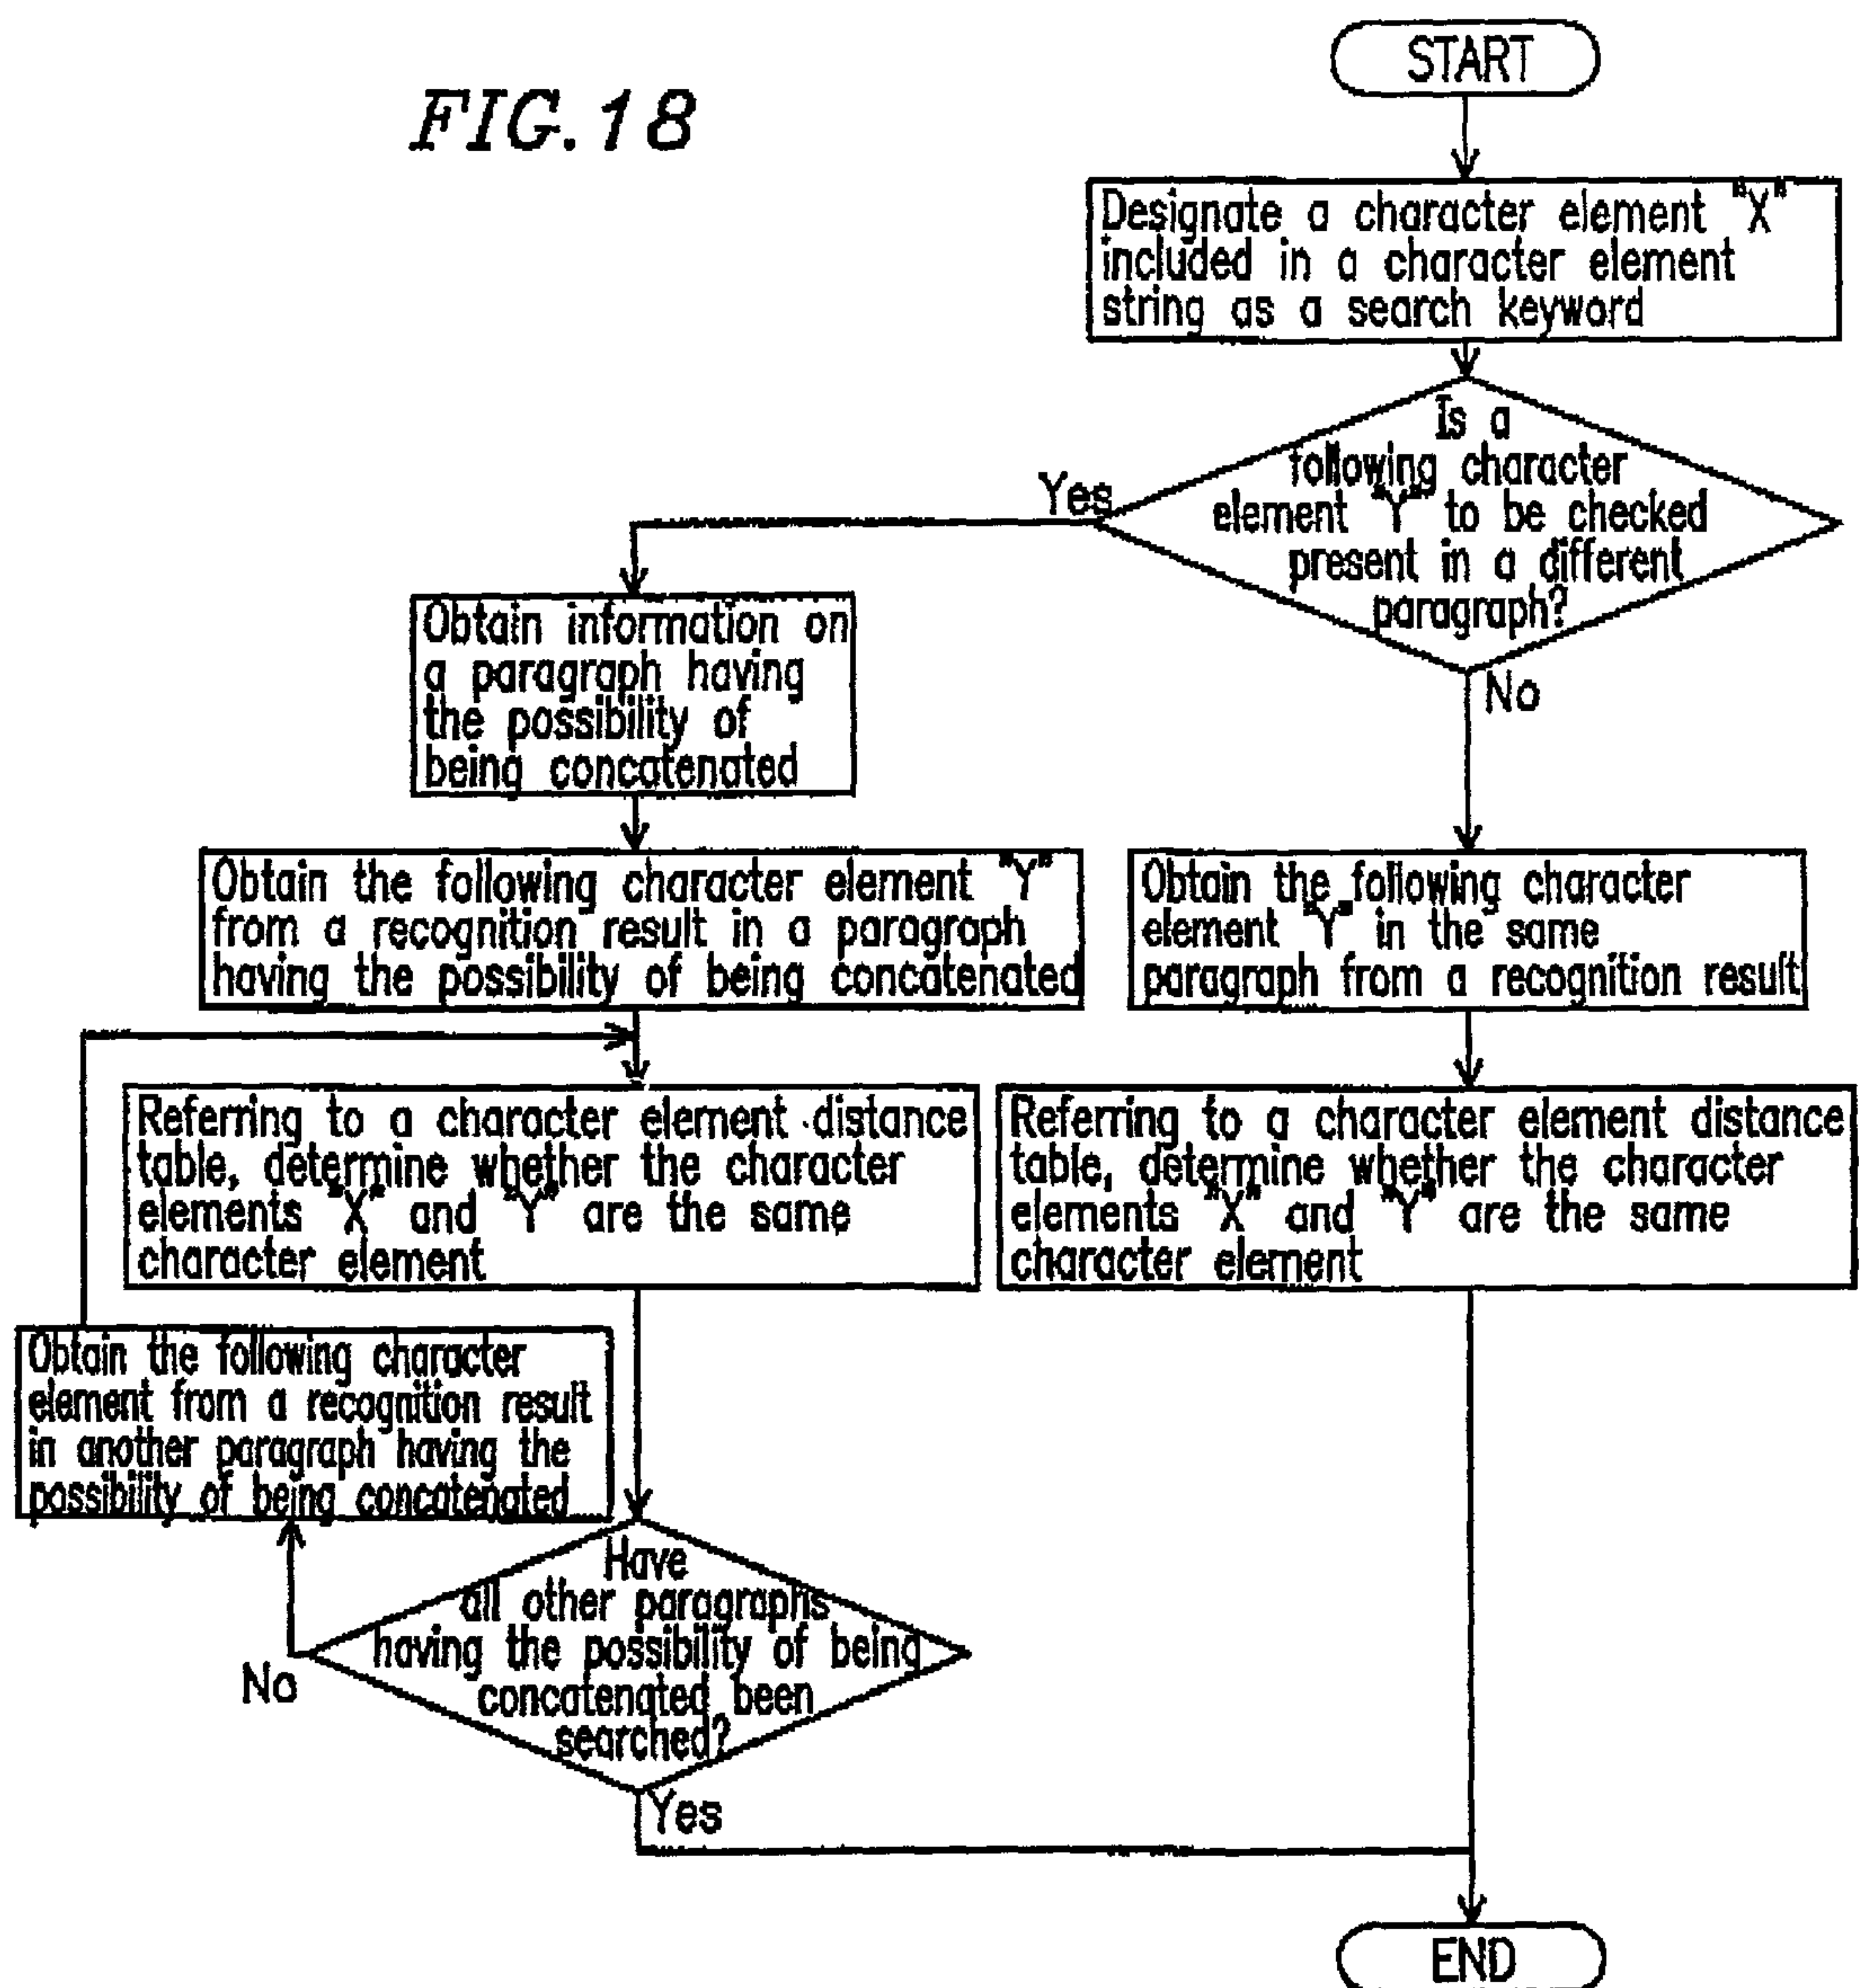 FIG. 18
START
Designate a character element "X"
included in a character element
string as a search keyword
Is a
following character
element "Y" to be checked
present in a different
paragraph?
Yes
No
Obtain information on
a paragraph having
the possibility of
being concatenated
Obtain the following character element "Y"
from a recognition result in a paragraph
having the possibility of being concatenated
Obtain the following character
element "Y" in the same
paragraph from a recognition result
Referring to a character element distance
table, determine whether the character
elements "X" and "Y" are the same
character element
Referring to a character element distance
table, determine whether the character
elements "X" and "Y" are the same
character element
Obtain the following character
element from a recognition result
in another paragraph having the
possibility of being concatenated
Have
all other paragraphs
having the possibility of being
concatenated been
searched?
No
Yes
END